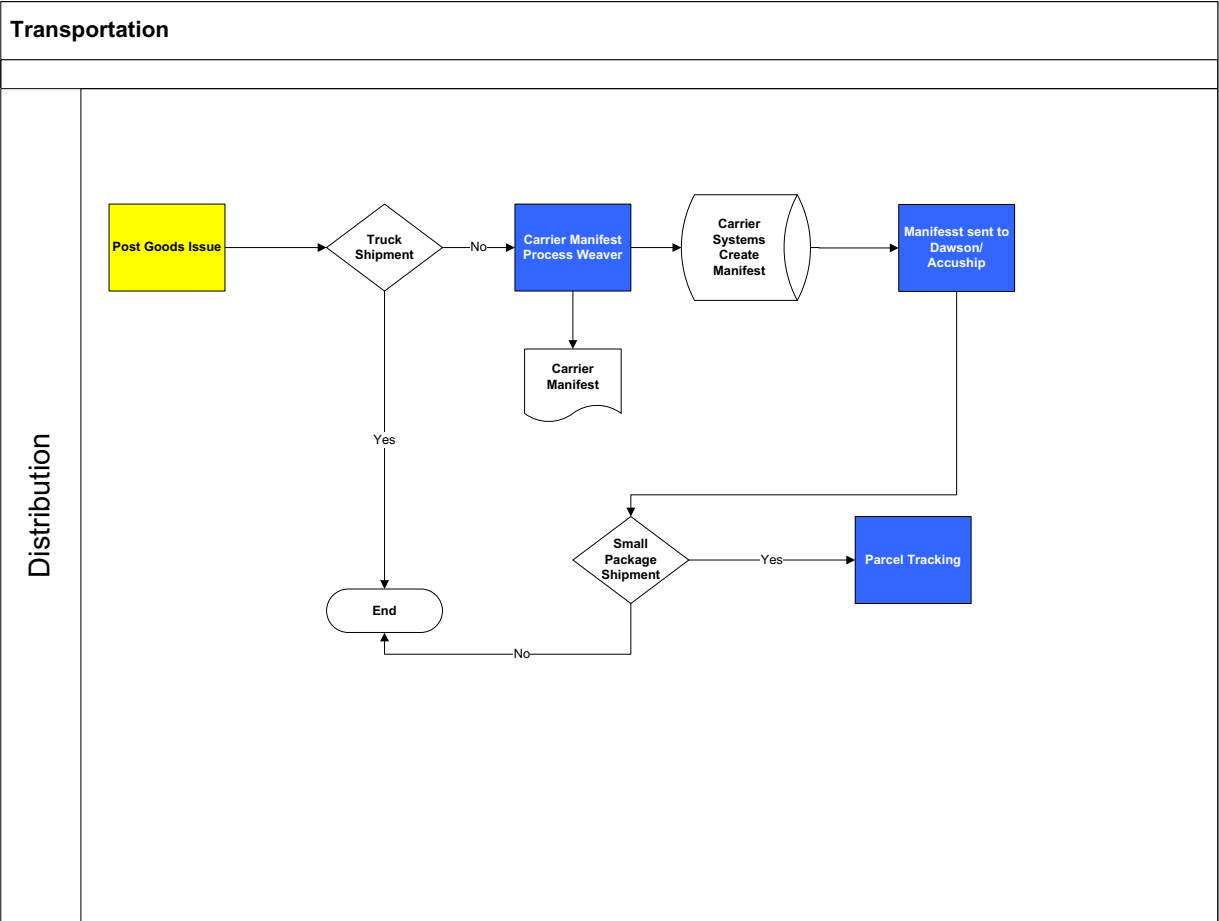 Transportation
Distribution
Post Goods Issue
Truck
Shipment
No
Carrier Manifest
Process Weaver
Carrier
Systems
Create
Manifest
Manifesst sent to
Dawson/
Accuship
Carrier
Manifest
Yes
Small
Package
Shipment
Yes
Parcel Tracking
End
No